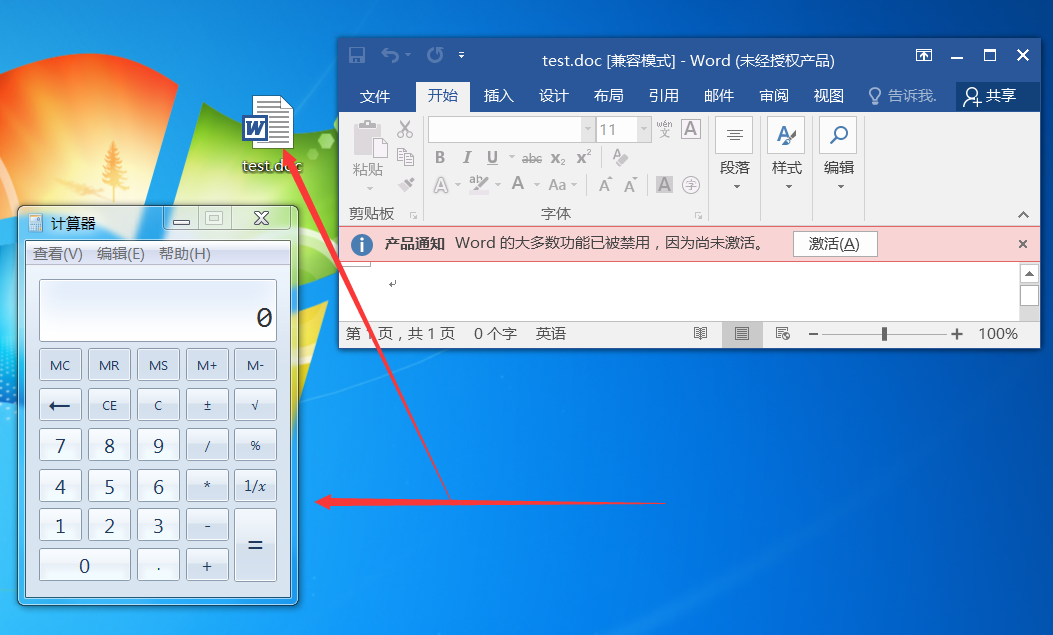 test.doc
test.doc [兼容模式] - Word (未经授权产品)
文件 开始 插入 设计 布局 引用 邮件 审阅 视图 告诉我. 共享
粘贴
剪贴板
11
wén
文
A
B I U abc x₂ x²
A ab A Aa A A A 字
字体
段落
样式
编辑
产品通知 Word 的大多数功能已被禁用，因为尚未激活。 激活(A)
第 1 页，共 1 页 0 个字 英语 100%
计算器
查看(V) 编辑(E) 帮助(H)
0
MC MR MS M+ M-
← CE C ± √
7 8 9 / %
4 5 6 * 1/x
1 2 3 - =
0 . +